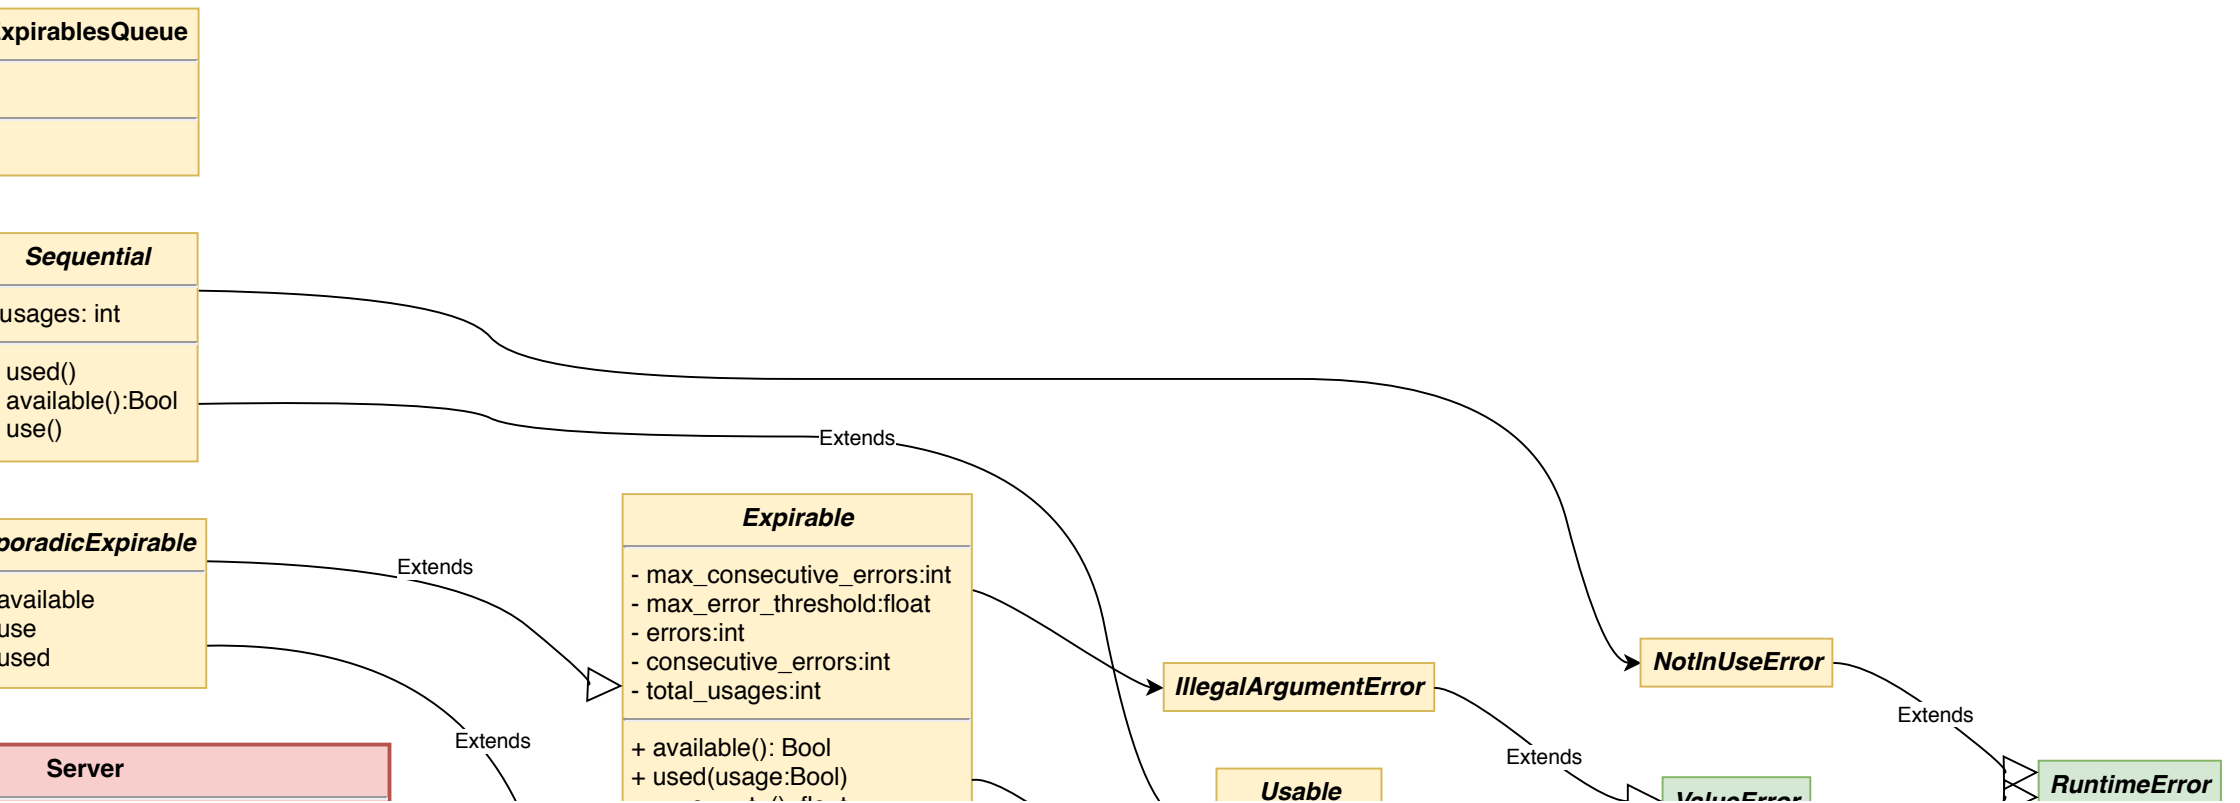 xpirablesQueue
Sequential
usages: int
used()
available():Bool
use()
Extends
Expirable
- max_consecutive_errors:int
- max_error_threshold:float
- errors:int
- consecutive_errors:int
- total_usages:int
+ available(): Bool
+ used(usage:Bool)
poradicExpirable
available
use
used
Extends
Extends
Server
IllegalArgumentError
NotInUseError
Extends
Extends
Usable
ValueError
RuntimeError